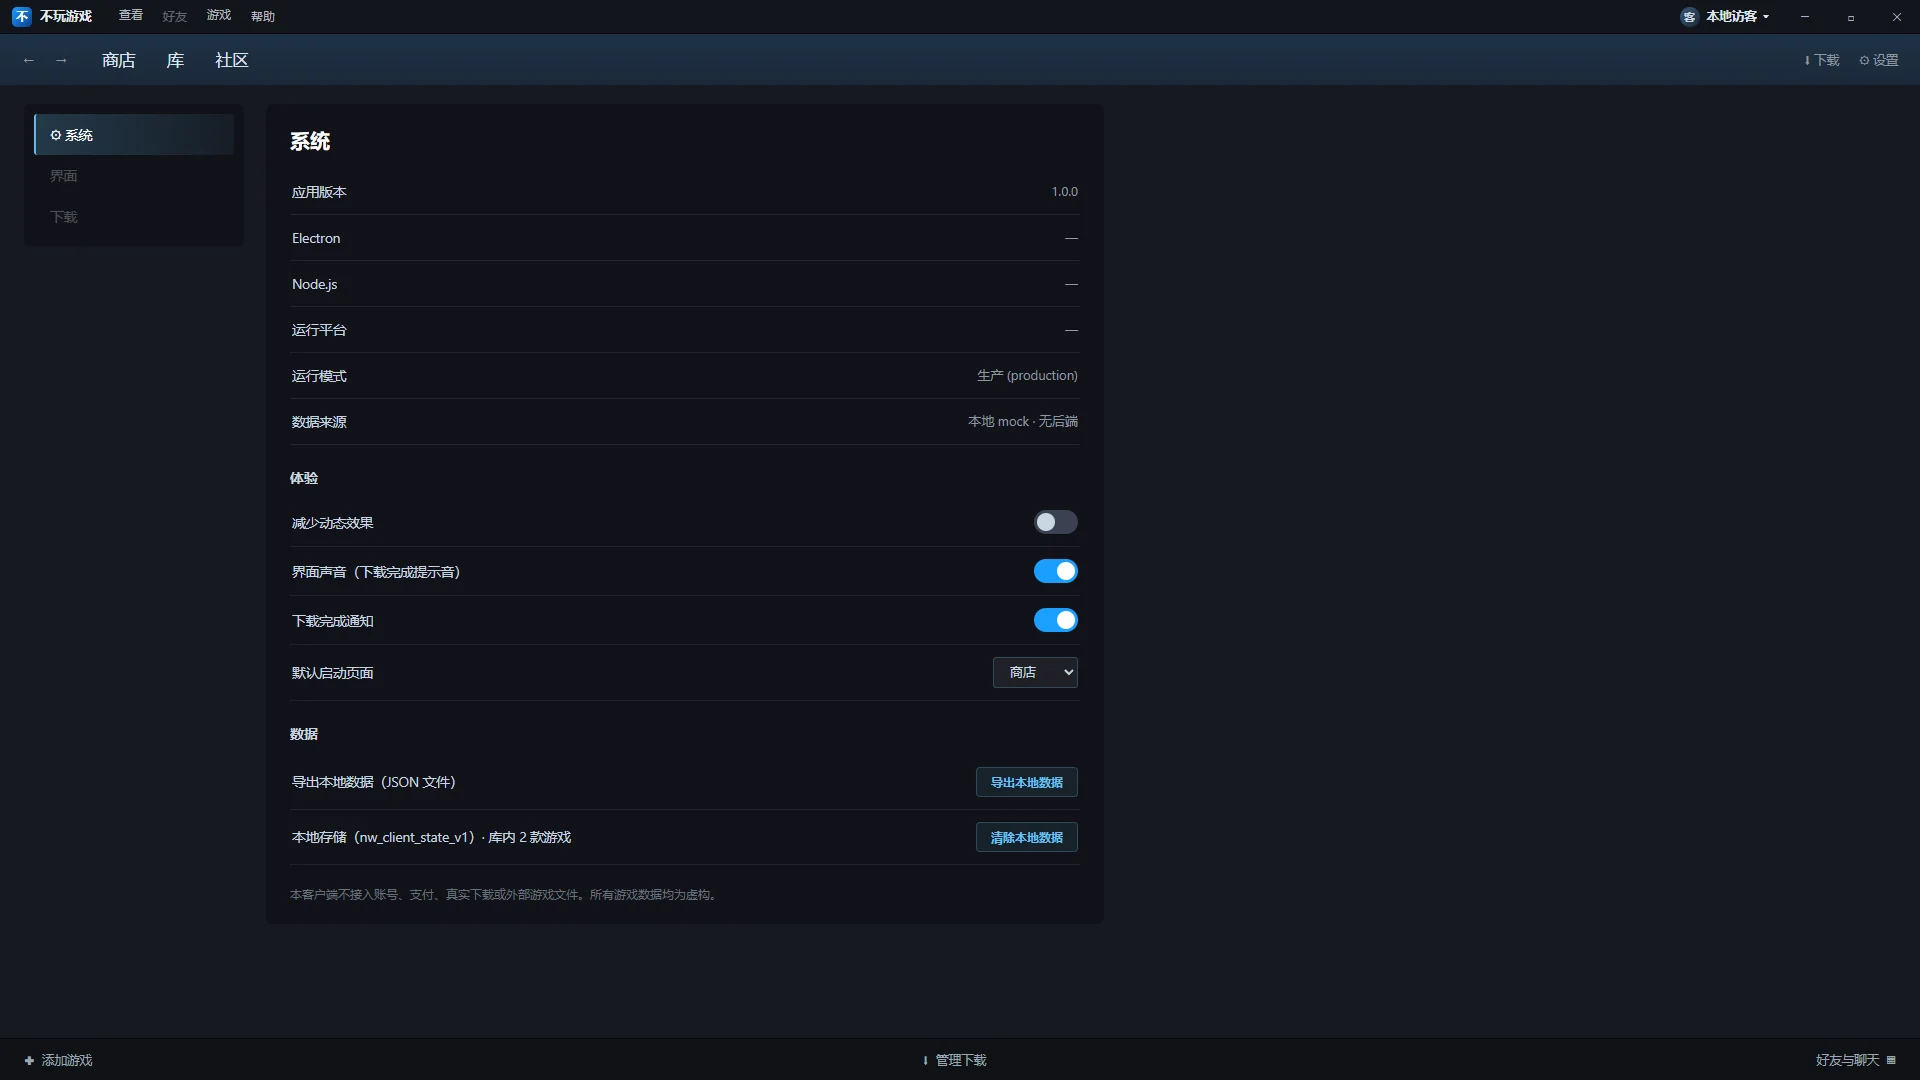 不 不玩游戏 查看 好友 游戏 帮助 客 本地访客
← → 商店 库 社区 下载 设置
系统
界面
下载
系统
应用版本 1.0.0
Electron —
Node.js —
运行平台 —
运行模式 生产 (production)
数据来源 本地 mock · 无后端
体验
减少动态效果
界面声音（下载完成提示音）
下载完成通知
默认启动页面 商店
数据
导出本地数据（JSON 文件） 导出本地数据
本地存储（nw_client_state_v1）· 库内 2 款游戏 清除本地数据
本客户端不接入账号、支付、真实下载或外部游戏文件。所有游戏数据均为虚构。
添加游戏 管理下载 好友与聊天